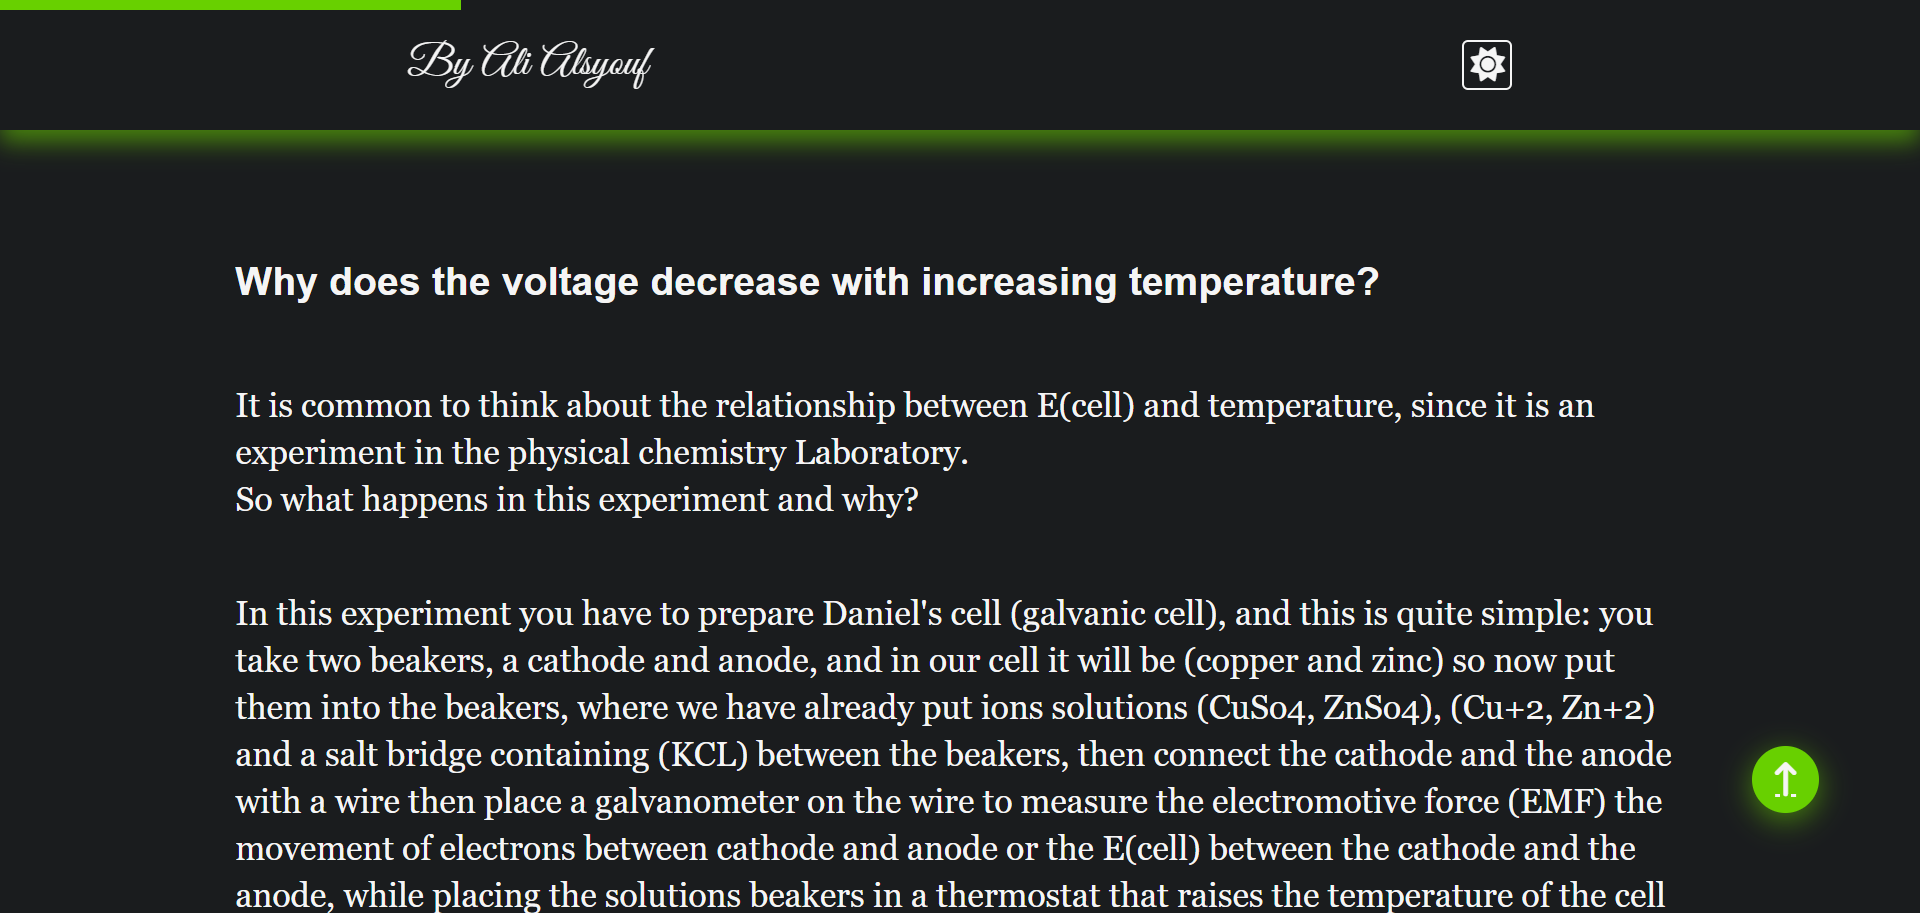 By Ali Alsyouf
Why does the voltage decrease with increasing temperature?
It is common to think about the relationship between E(cell) and temperature, since it is an
experiment in the physical chemistry Laboratory.
So what happens in this experiment and why?
In this experiment you have to prepare Daniel's cell (galvanic cell), and this is quite simple: you
take two beakers, a cathode and anode, and in our cell it will be (copper and zinc) so now put
them into the beakers, where we have already put ions solutions (CuSo4, ZnSo4), (Cu+2, Zn+2)
and a salt bridge containing (KCL) between the beakers, then connect the cathode and the anode
with a wire then place a galvanometer on the wire to measure the electromotive force (EMF) the
movement of electrons between cathode and anode or the E(cell) between the cathode and the
anode, while placing the solutions beakers in a thermostat that raises the temperature of the cell